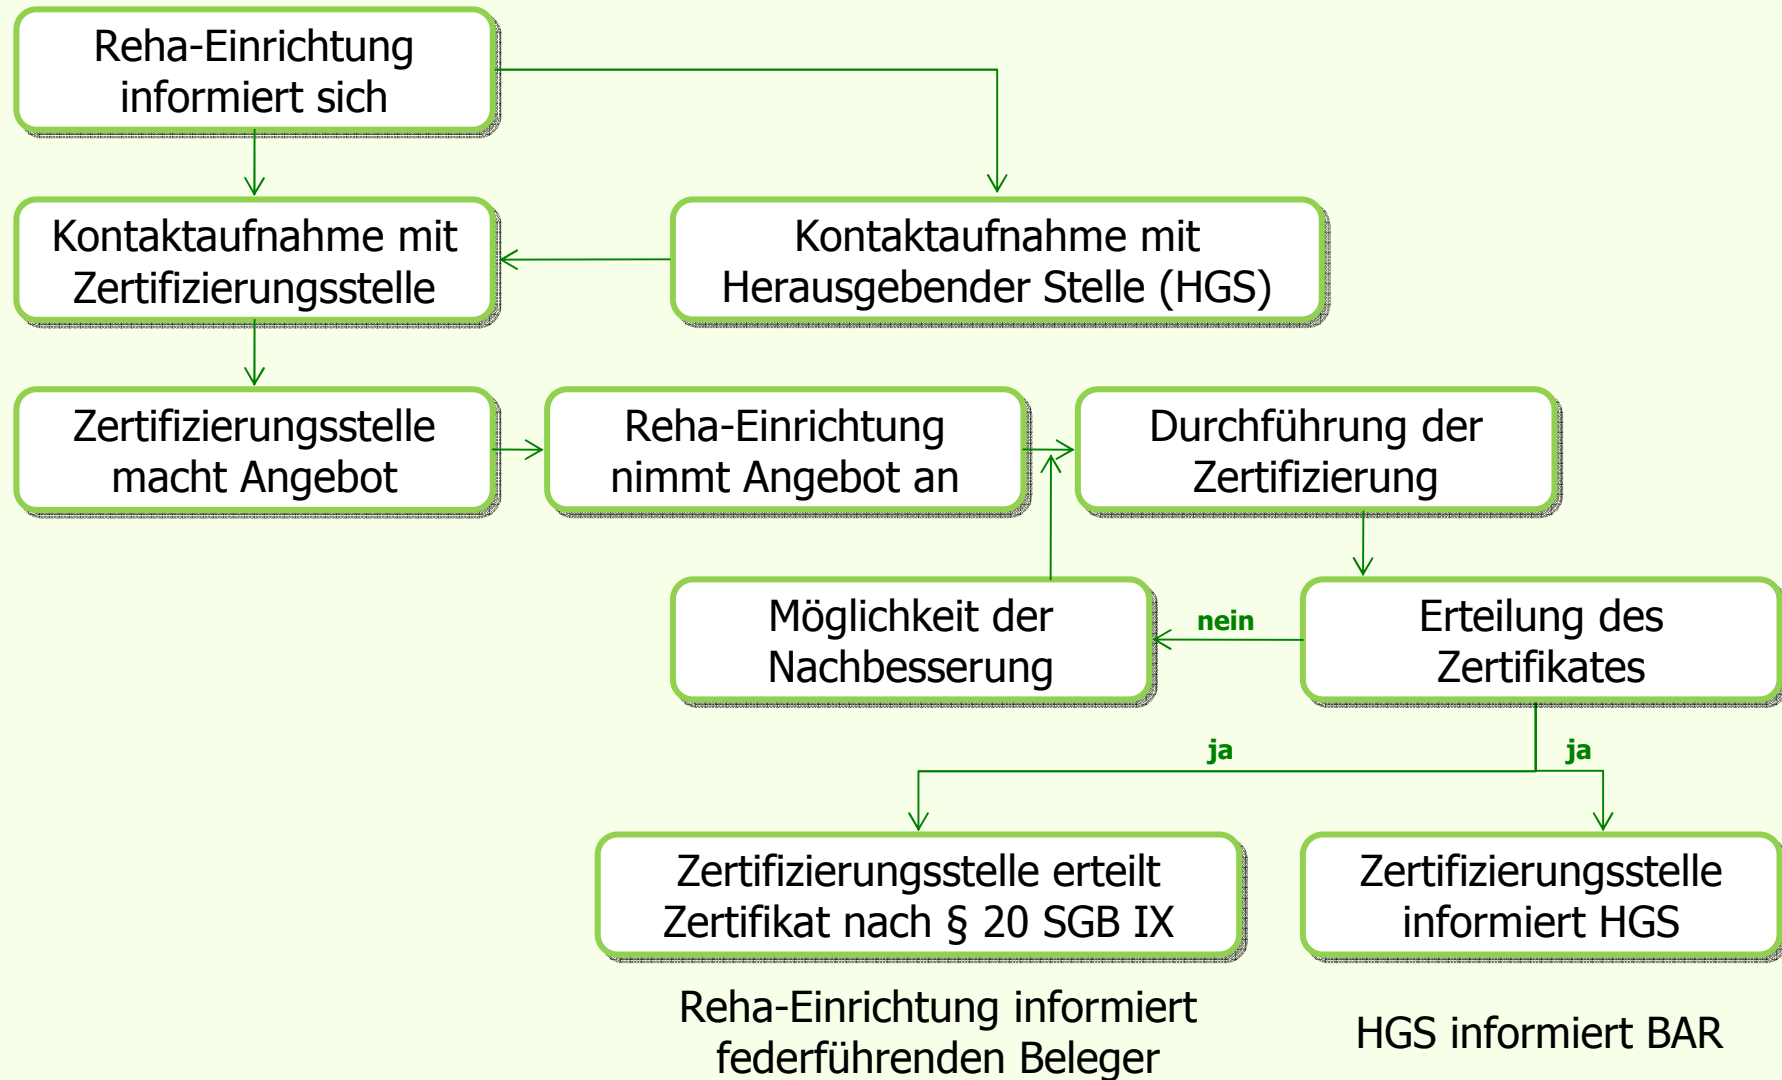 Reha-Einrichtung
informiert sich
Kontaktaufnahme mit
Zertifizierungsstelle
Kontaktaufnahme mit
Herausgebender Stelle (HGS)
Zertifizierungsstelle
macht Angebot
Reha-Einrichtung
nimmt Angebot an
Durchführung der
Zertifizierung
Möglichkeit der
Nachbesserung
nein
Erteilung des
Zertifikates
ja
ja
Zertifizierungsstelle erteilt
Zertifikat nach § 20 SGB IX
Zertifizierungsstelle
informiert HGS
Reha-Einrichtung informiert
federführenden Beleger
HGS informiert BAR